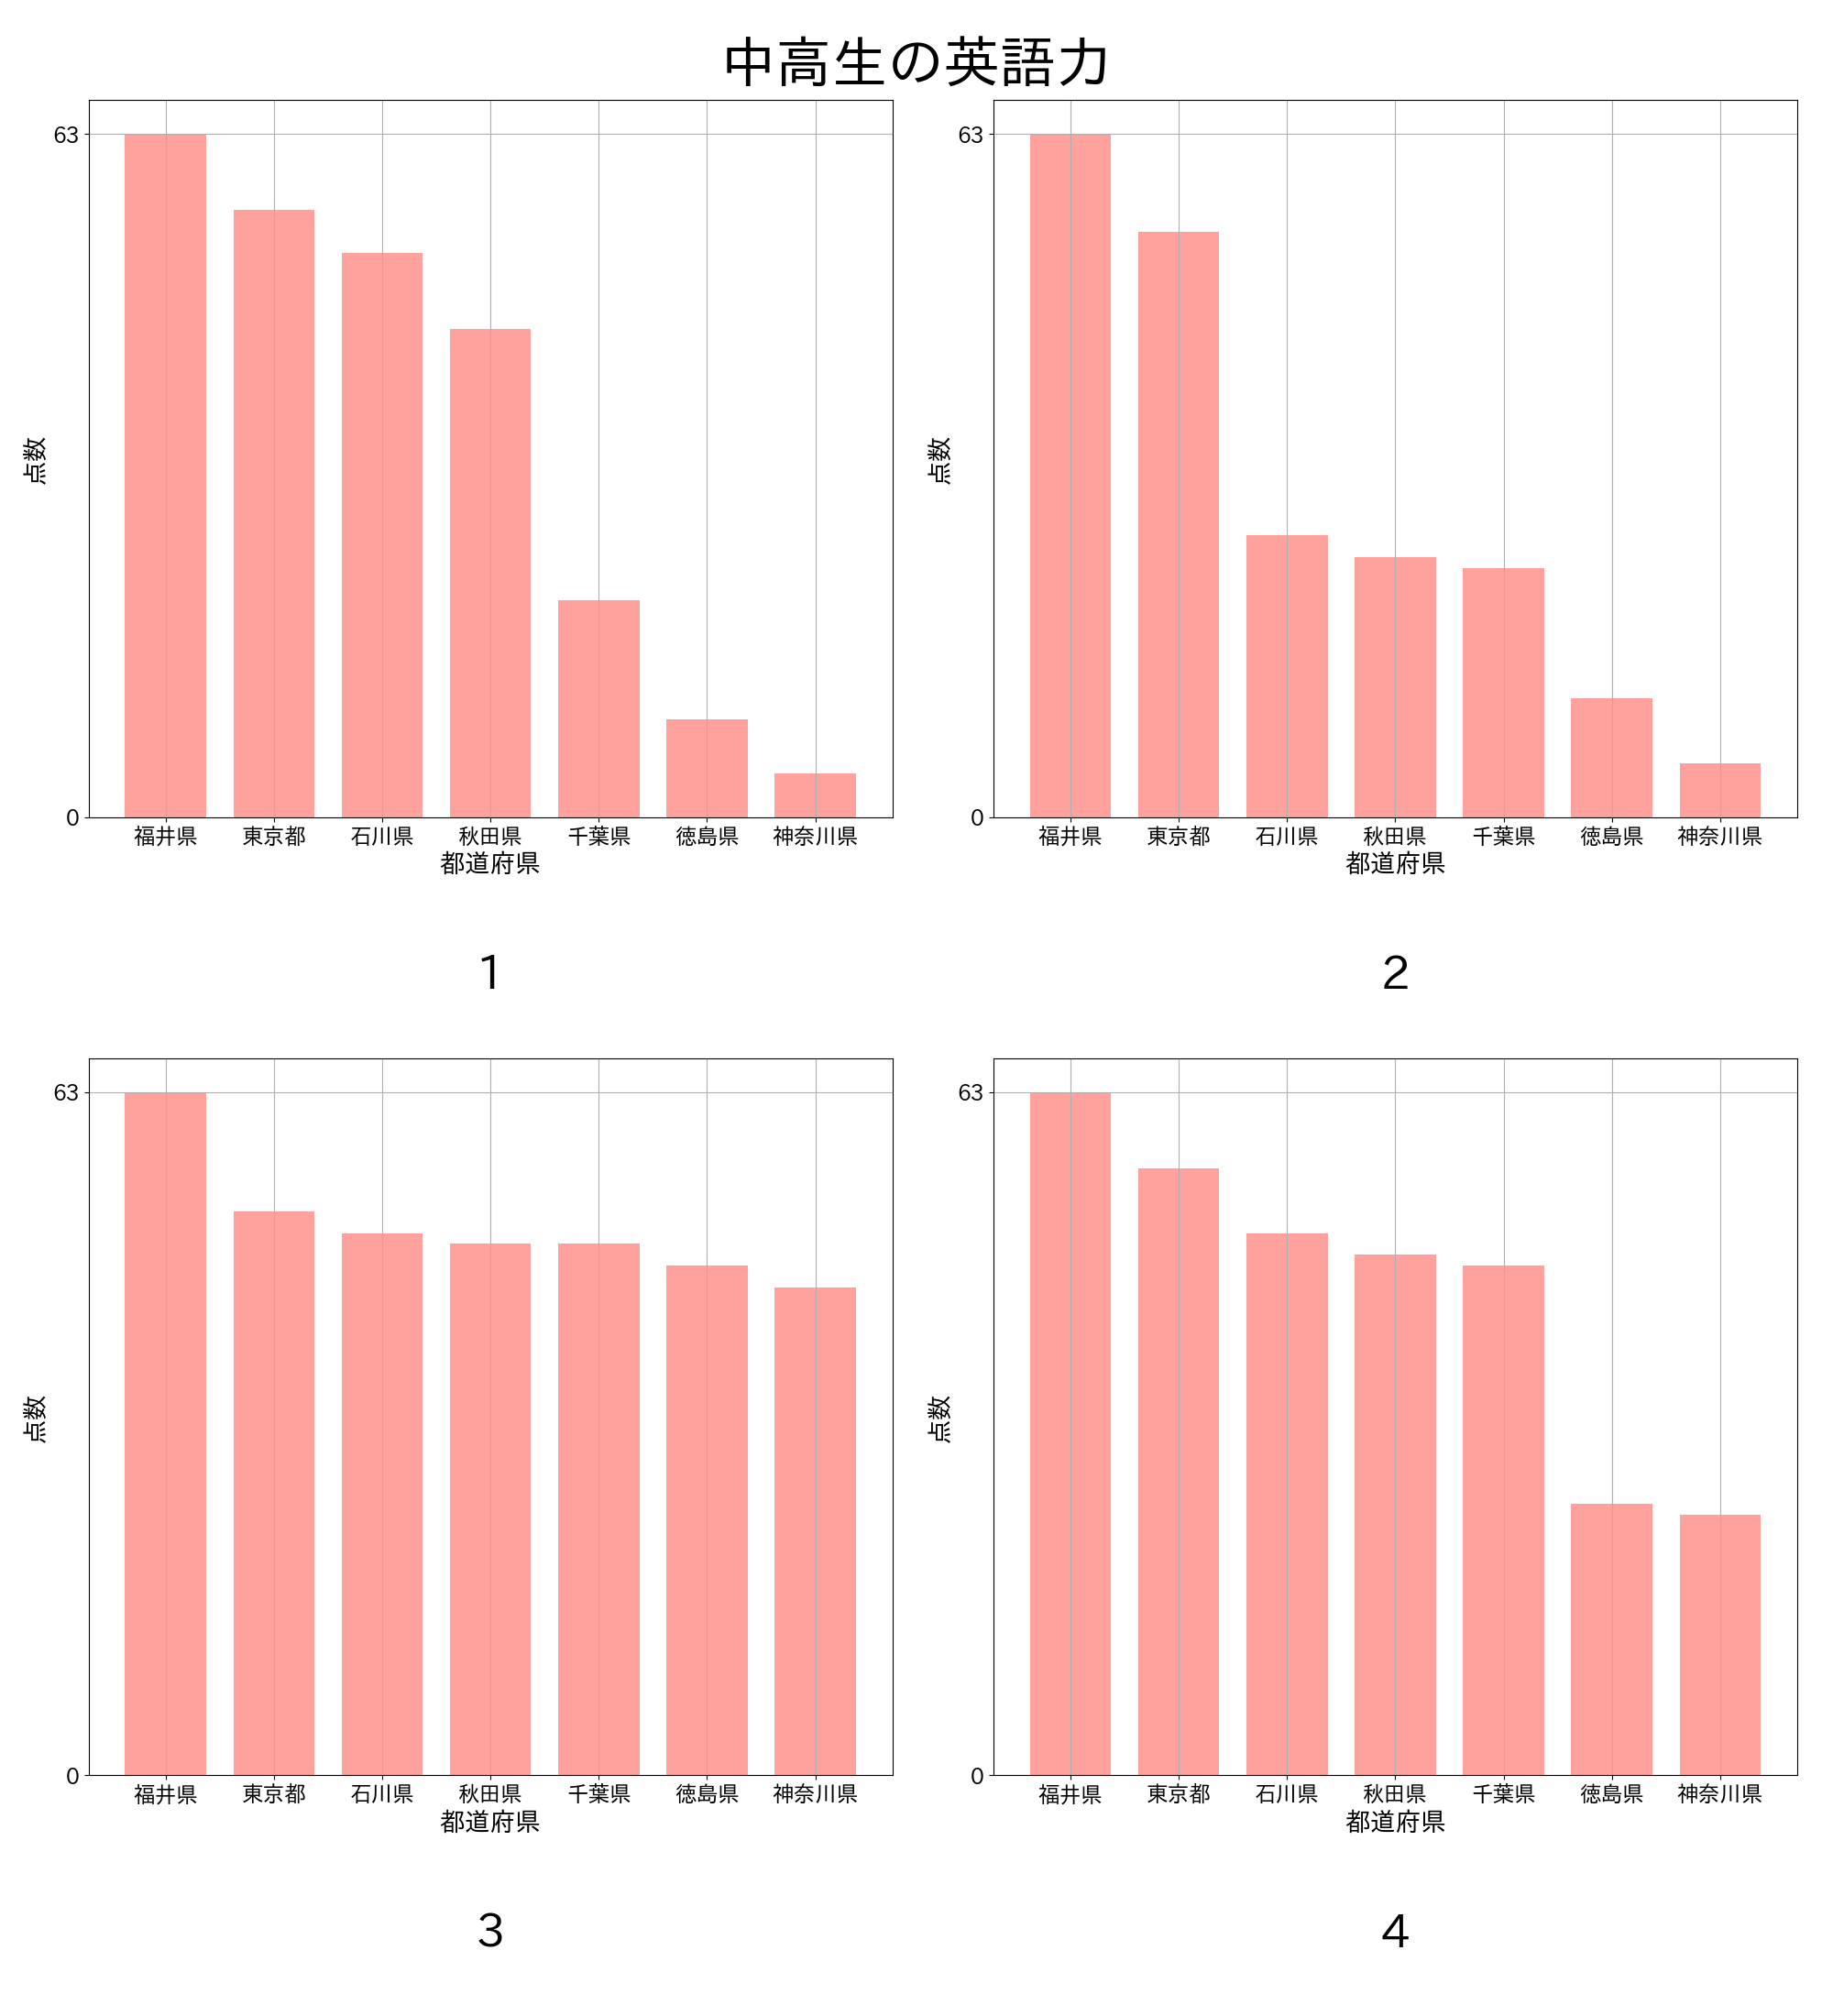 中高生の英語力
63
点数
0
福井県 東京都 石川県 秋田県 千葉県 徳島県 神奈川県
都道府県
1
63
点数
0
福井県 東京都 石川県 秋田県 千葉県 徳島県 神奈川県
都道府県
2
63
点数
0
福井県 東京都 石川県 秋田県 千葉県 徳島県 神奈川県
都道府県
3
63
点数
0
福井県 東京都 石川県 秋田県 千葉県 徳島県 神奈川県
都道府県
4